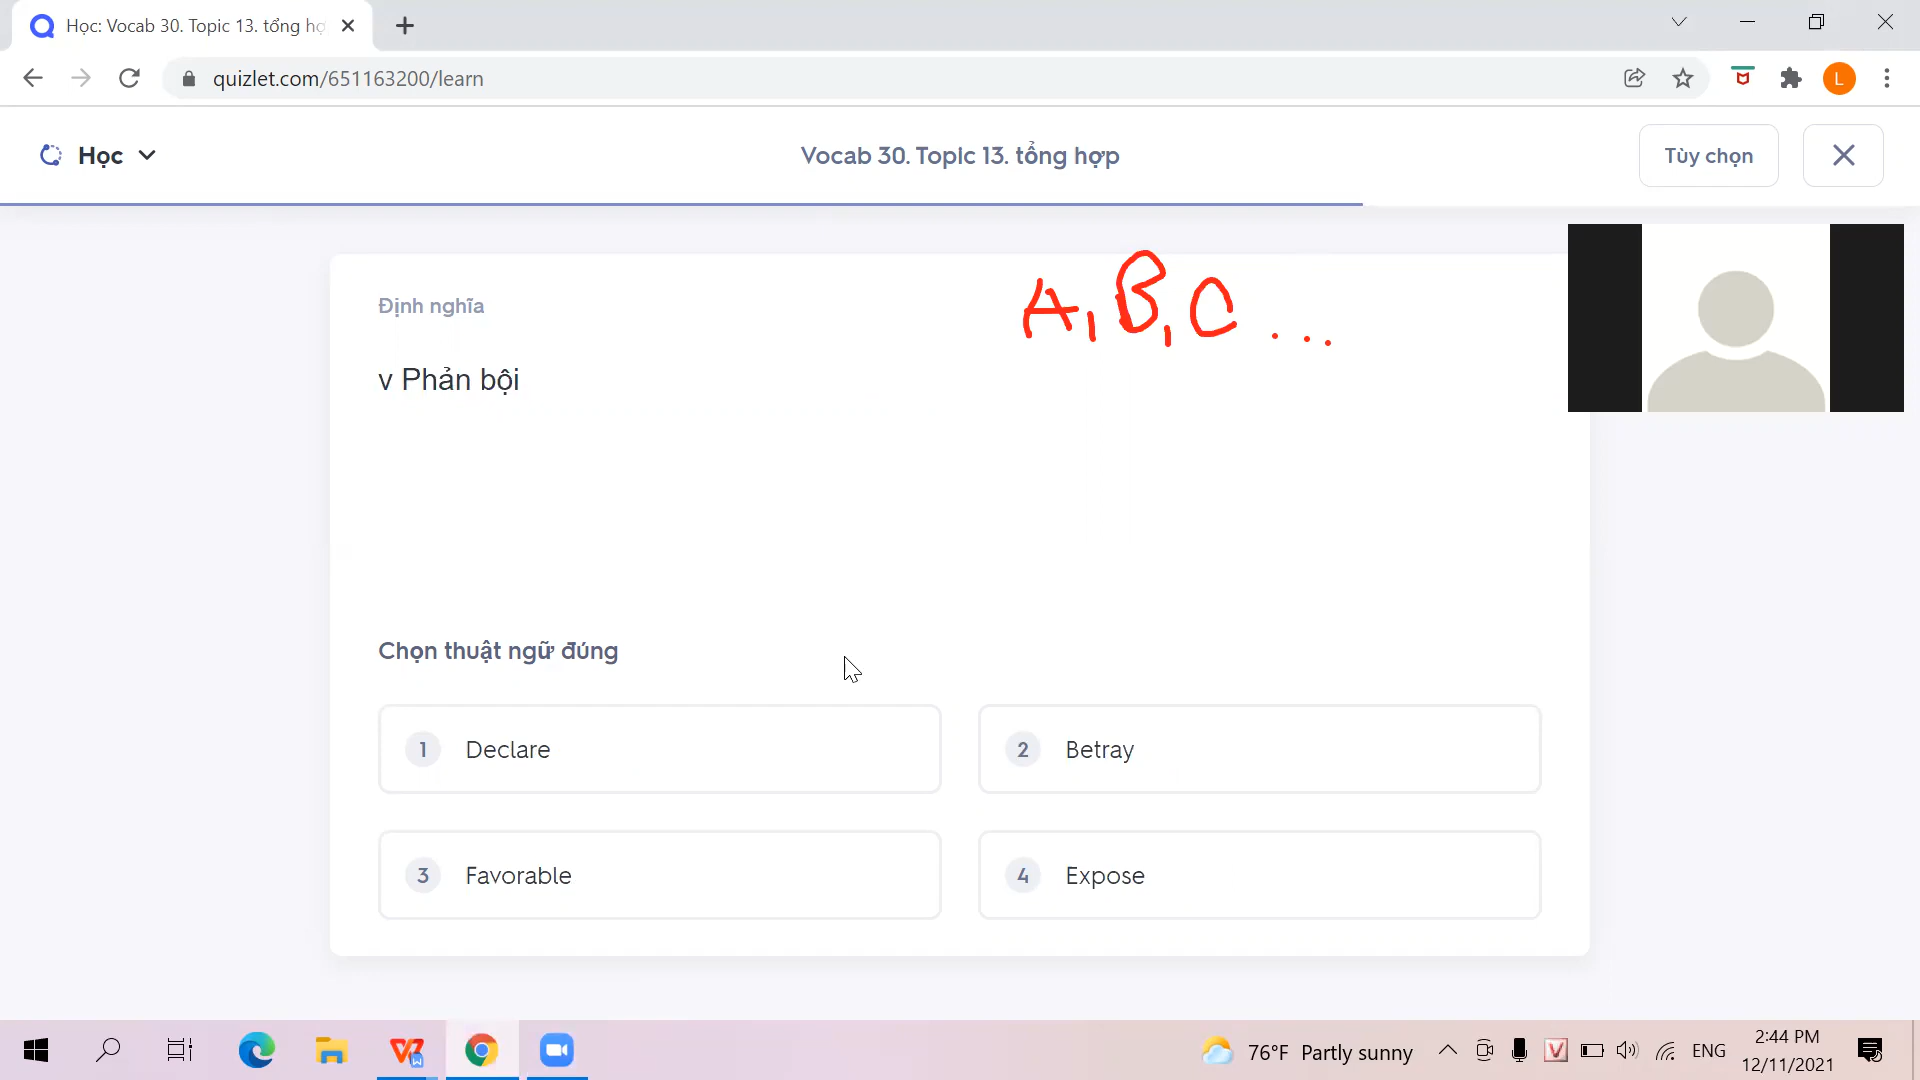 Học: Vocab 30. Topic 13. tổng hợ
quizlet.com/651163200/learn
L
Học
Vocab 30. Topic 13. tổng hợp
Tùy chọn
A, B, C ...
Định nghĩa
v Phản bội
Chọn thuật ngữ đúng
1 Declare
2 Betray
3 Favorable
4 Expose
76°F Partly sunny
ENG
2:44 PM
12/11/2021